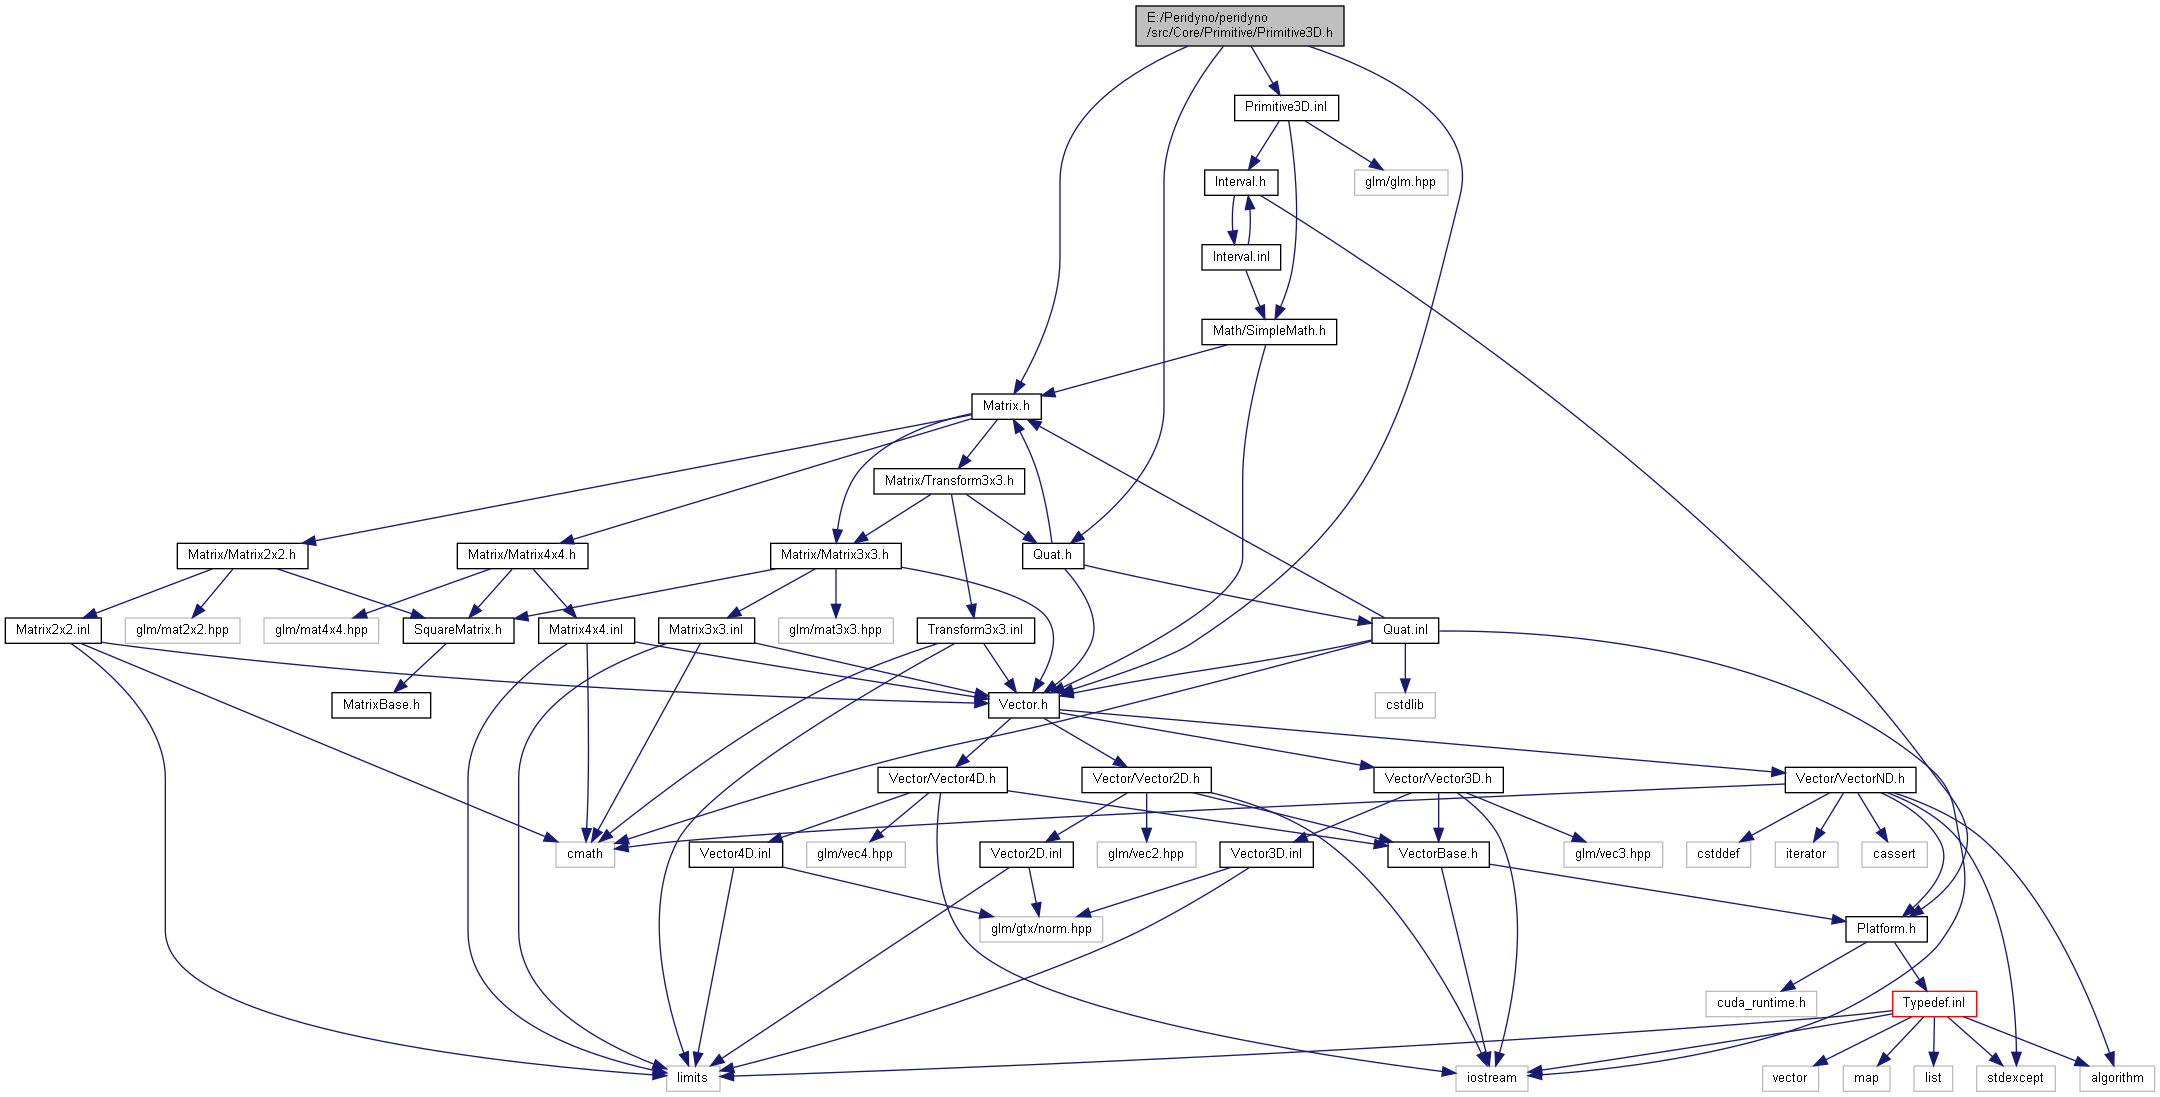 E:/Peridyno/peridyno
/src/Core/Primitive/Primitive3D.h
Primitive3D.inl
Interval.h
glm/glm.hpp
Interval.inl
Math/SimpleMath.h
Matrix.h
Matrix/Transform3x3.h
Matrix/Matrix2x2.h
Matrix/Matrix4x4.h
Matrix/Matrix3x3.h
Quat.h
Matrix2x2.inl
glm/mat2x2.hpp
glm/mat4x4.hpp
SquareMatrix.h
Matrix4x4.inl
Matrix3x3.inl
glm/mat3x3.hpp
Transform3x3.inl
Quat.inl
MatrixBase.h
Vector.h
cstdlib
Vector/Vector4D.h
Vector/Vector2D.h
Vector/Vector3D.h
Vector/VectorND.h
cmath
Vector4D.inl
glm/vec4.hpp
Vector2D.inl
glm/vec2.hpp
Vector3D.inl
VectorBase.h
glm/vec3.hpp
cstddef
iterator
cassert
glm/gtx/norm.hpp
Platform.h
cuda_runtime.h
Typedef.inl
limits
iostream
vector
map
list
stdexcept
algorithm